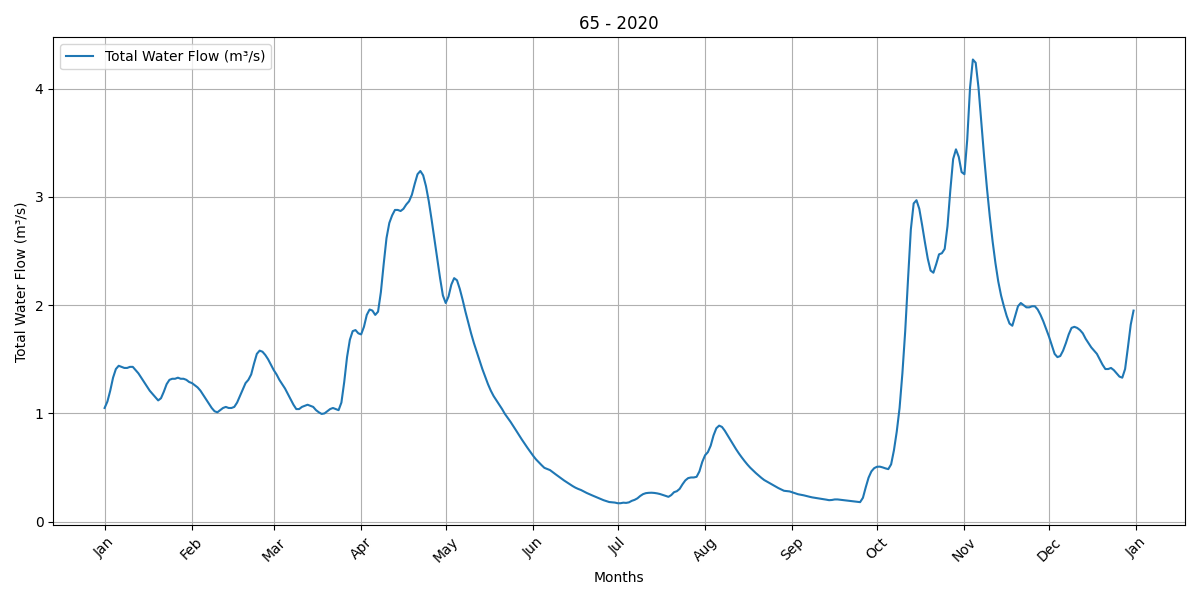 65 - 2020
Total Water Flow (m³/s)
Total Water Flow (m³/s)
4
3
2
1
0
Jan Feb Mar Apr May Jun Jul Aug Sep Oct Nov Dec Jan
Months